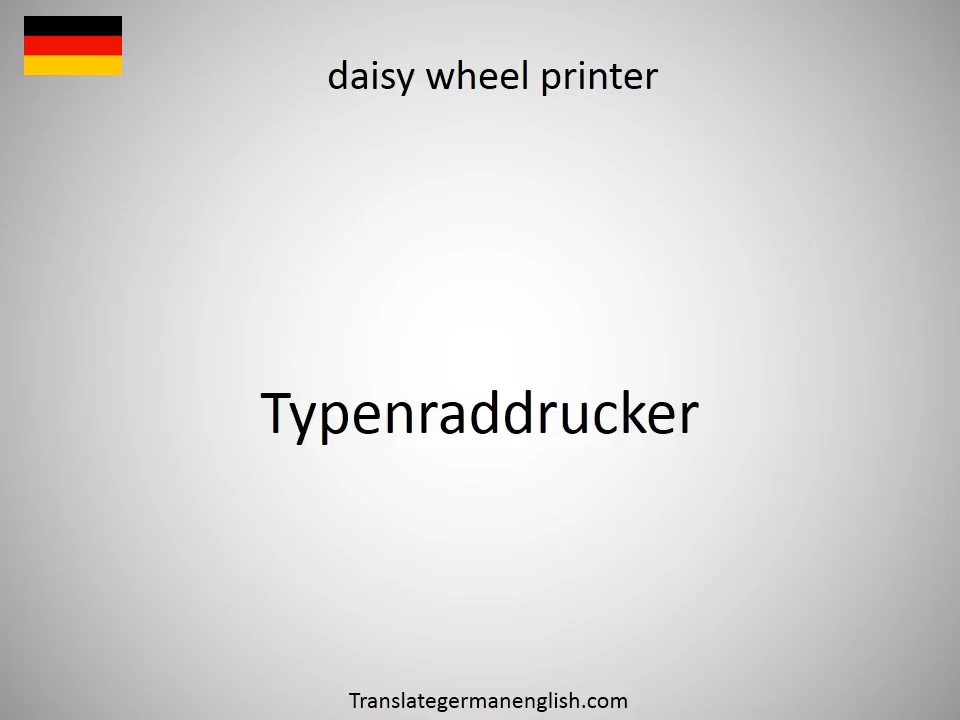 daisy wheel printer
Typenraddrucker
Translategermanenglish.com